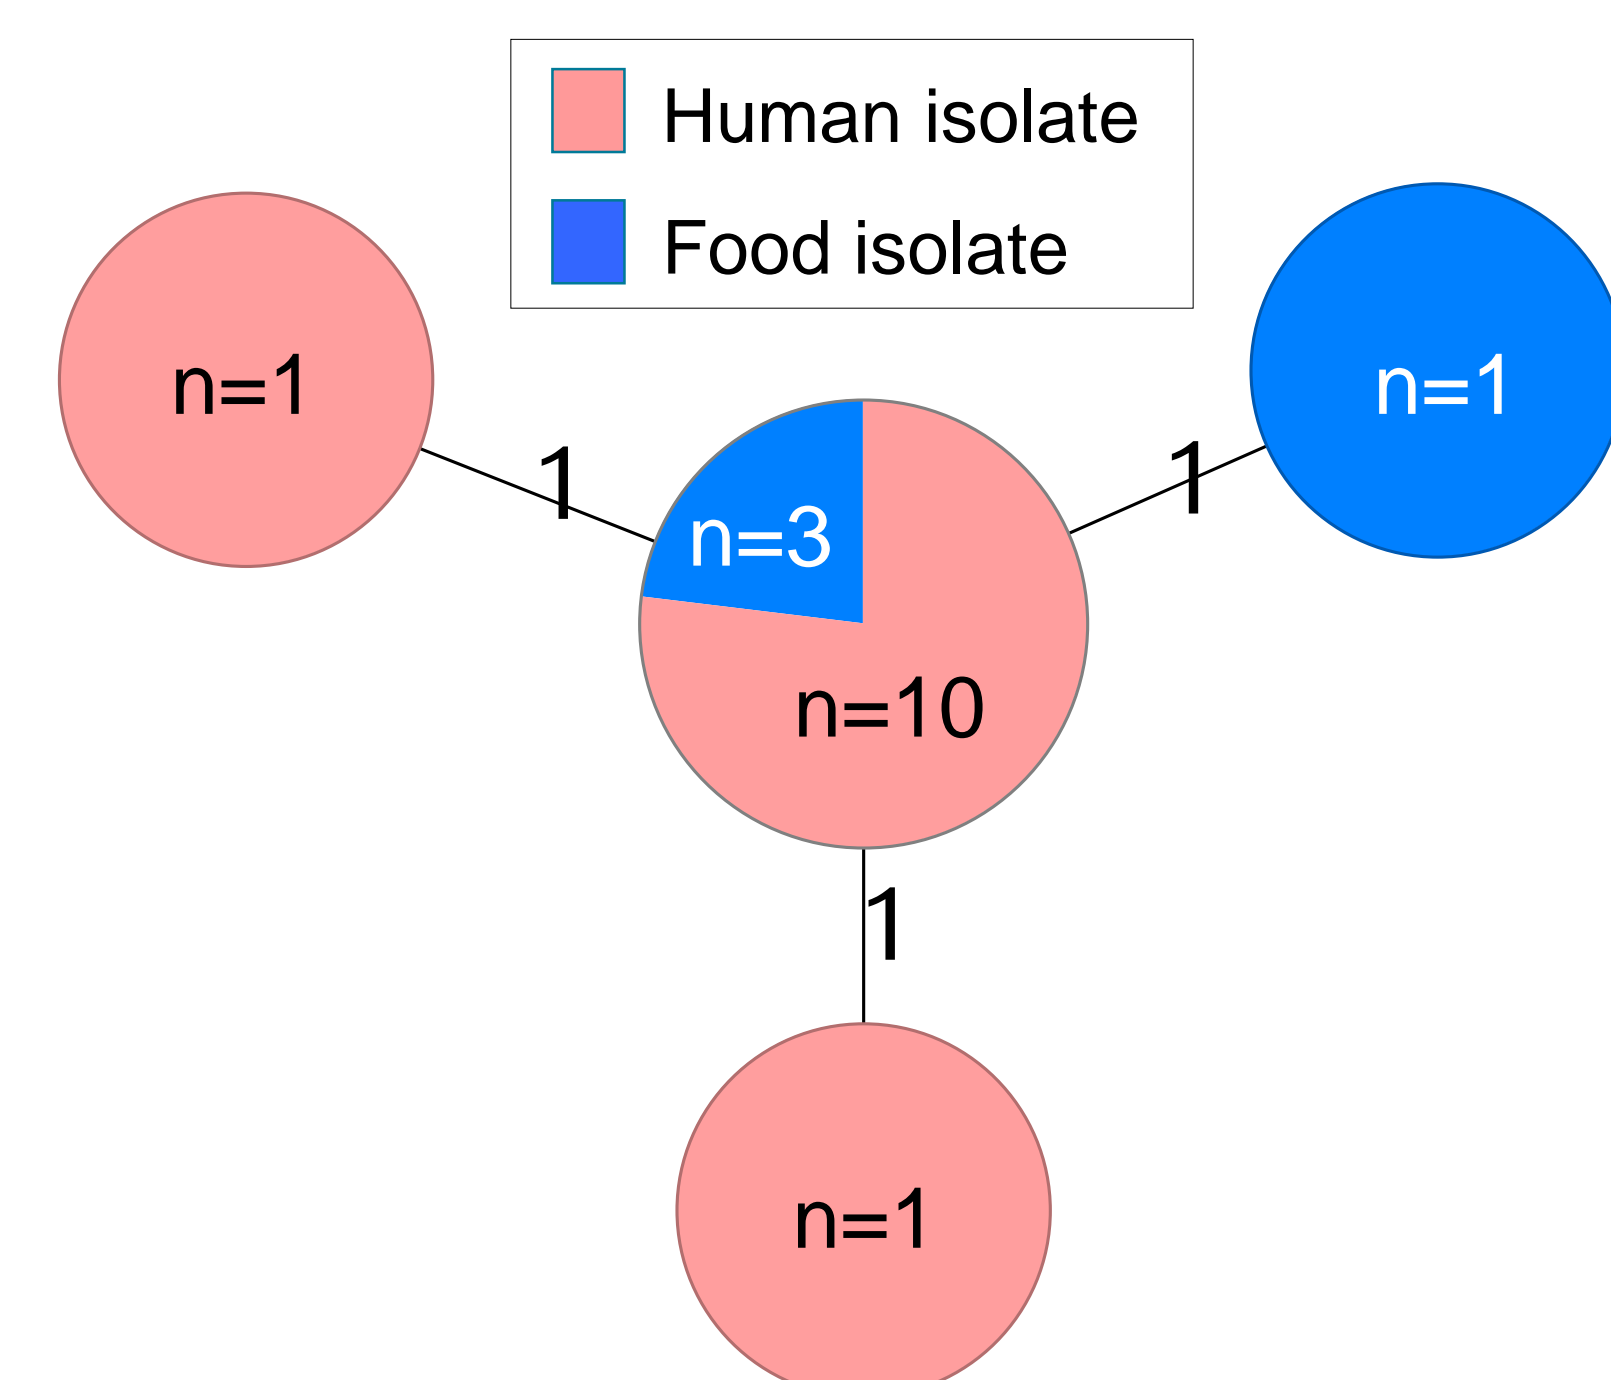 Human isolate
Food isolate
n=1
n=1
1
1
n=3
n=10
1
n=1